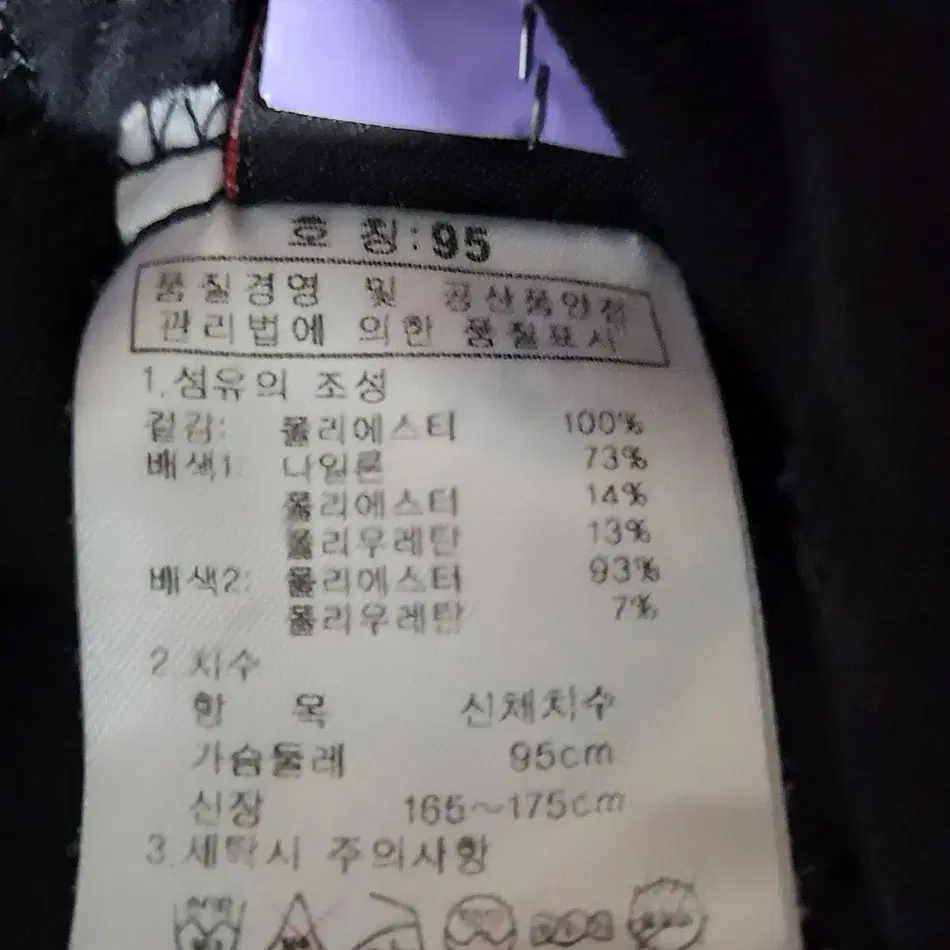 호 칭:95
품질경영 및 공산품안전
관리법에 의한 품질표시
1.섬유의 조성
겉감: 폴리에스터 100%
배색1: 나일론 73%
폴리에스터 14%
폴리우레탄 13%
배색2: 폴리에스터 93%
폴리우레탄 7%
2.치수
항 목 신체치수
가슴둘레 95cm
신장 165~175cm
3.세탁시 주의사항